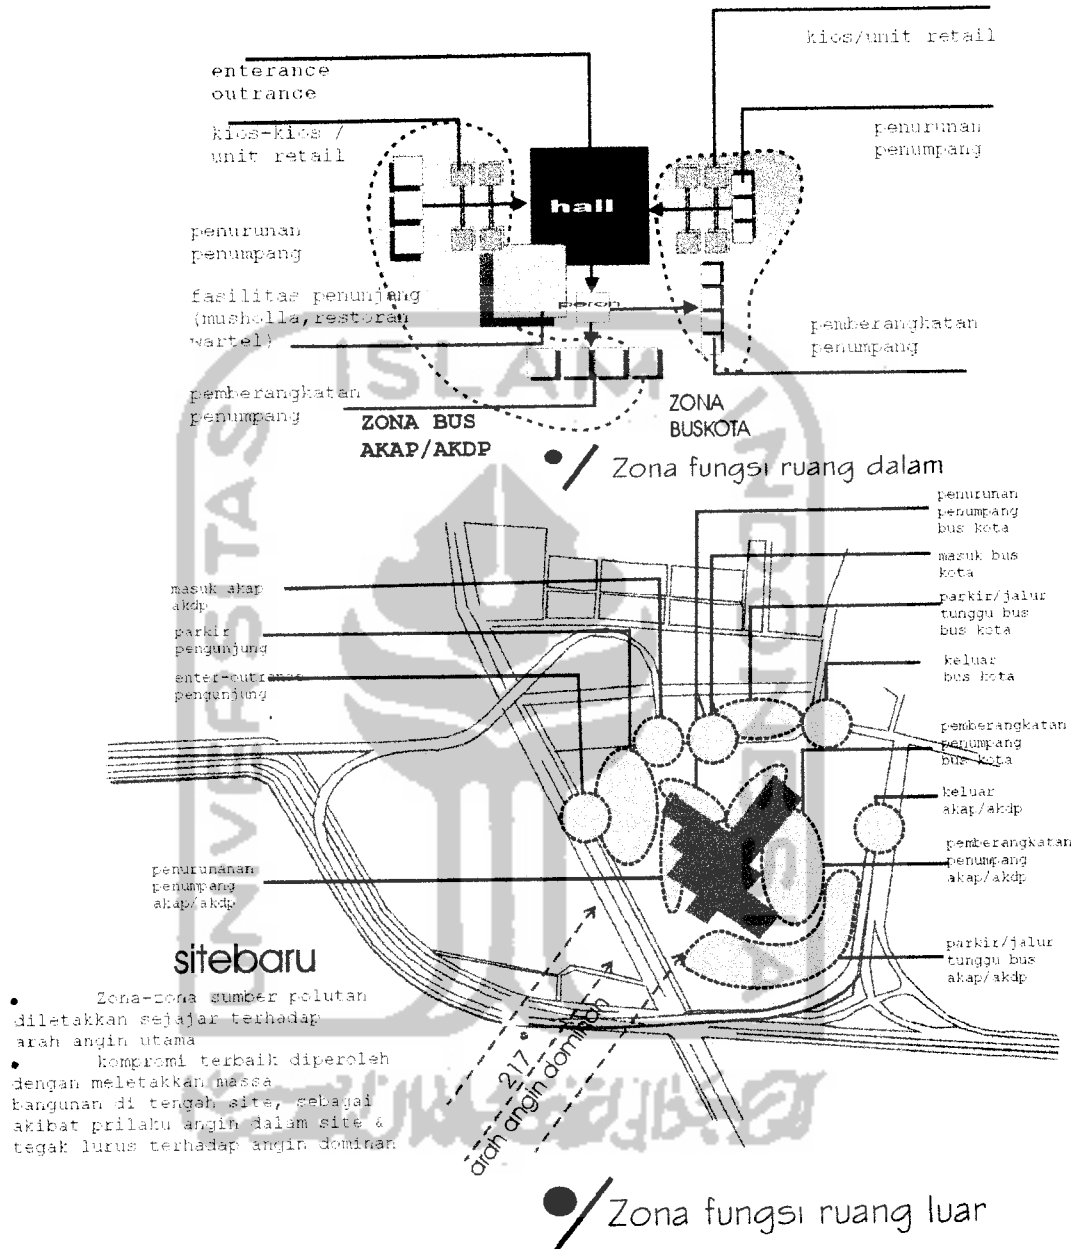 kios/unit retail
enterance
outrance
kios-kios /
unit retail
penurunan
penumpang
hall
penurunan
penumpang
fasilitas penunjang
(musholla,restoran
wartel)
peron
pemberangkatan
penumpang
pemberangkatan
penumpang
ZONA BUS
AKAP/AKDP
ZONA
BUSKOTA
Zona fungsi ruang dalam
penurunan
penumpang
bus kota
masuk bus
kota
masuk akap
akdp
parkir/jalur
tunggu bus
bus kota
parkir
pengunjung
keluar
bus kota
enter-outrance
pengunjung
pemberangkatan
penumpang
bus kota
keluar
akap/akdp
pemberangkatan
penumpang
akap/akdp
penurunanan
penumpang
akap/akdp
parkir/jalur
tunggu bus
akap/akdp
sitebaru
• Zona-zona sumber polutan
diletakkan sejajar terhadap
arah angin utama
• kompromi terbaik diperoleh
dengan meletakkan massa
bangunan di tengah site, sebagai
akibat prilaku angin dalam site &
tegak lurus terhadap angin dominan
217 °
arah angin dominan
Zona fungsi ruang luar
UNIVERSITAS
ISLAM
INDONESIA